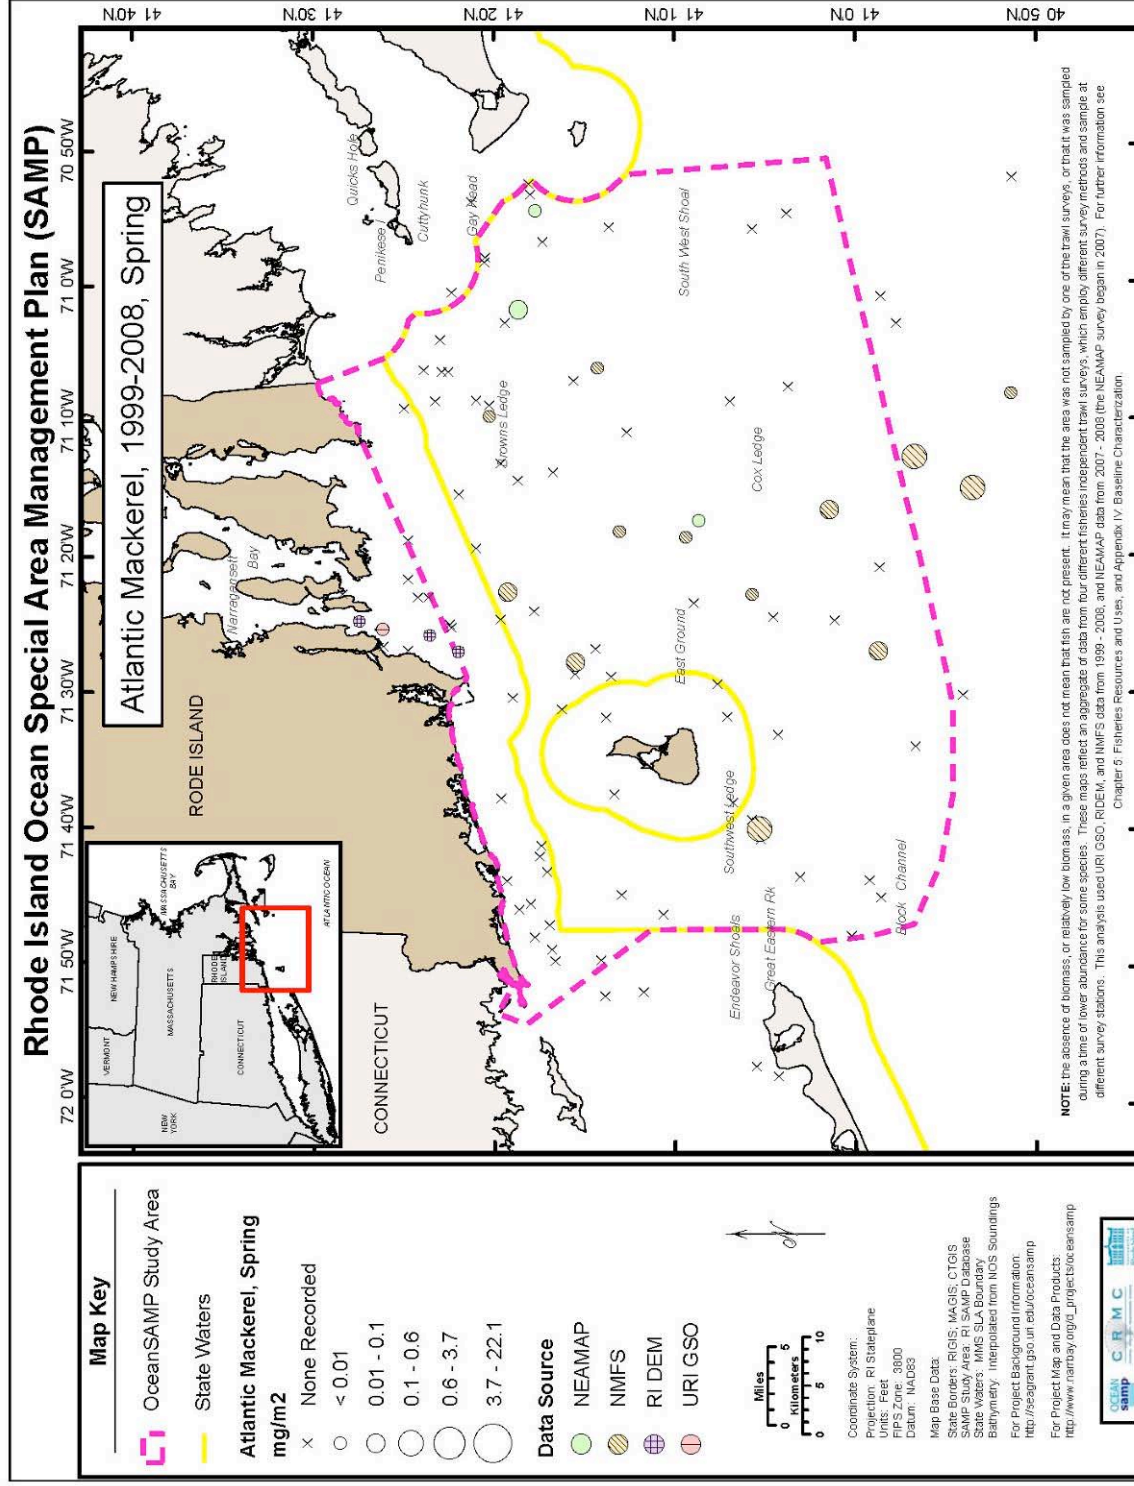 Rhode Island Ocean Special Area Management Plan (SAMP)
Atlantic Mackerel, 1999-2008, Spring
72 0'W
71 50'W
71 40'W
71 30'W
71 20'W
71 10'W
71 0'W
70 50'W
41 40'N
41 30'N
41 20'N
41 10'N
41 0'N
40 50'N
VERMONT
NEW HAMPSHIRE
MASSACHUSETTS BAY
MASSACHUSETTS
NEW YORK
CONNECTICUT
RHODE ISLAND
ATLANTIC OCEAN
RODE ISLAND
CONNECTICUT
Narragansett Bay
Quicks Hole
Penikese
Cuttyhunk
Gay Head
Browns Ledge
South West Shoal
Cox Ledge
East Ground
Southwest Ledge
Endeavor Shoals
Great Eastern Rk
Block Channel
NOTE: the absence of biomass, or relatively low biomass, in a given area does not mean that fish are not present. It may mean that the area was not sampled by one of the trawl surveys, or that it was sampled
during a time of lower abundance for some species. These maps reflect an aggregate of data from four different fisheries independent trawl surveys, which employ different survey methods and sample at
different survey stations. This analysis used URI GSO, RIDEM, and NMFS data from 1999 - 2008, and NEAMAP data from 2007 - 2008 (the NEAMAP survey began in 2007). For further information see
Chapter 5: Fisheries Resources and Uses, and Appendix IV. Baseline Characterization.
Map Key
OceanSAMP Study Area
State Waters
Atlantic Mackerel, Spring
mg/m2
None Recorded
< 0.01
0.01 - 0.1
0.1 - 0.6
0.6 - 3.7
3.7 - 22.1
Data Source
NEAMAP
NMFS
RI DEM
URI GSO
N
Miles
0 5
Kilometers
0 5 10
Coordinate System:
Projection: RI Stateplane
Units: Feet
FIPS Zone: 3800
Datum: NAD83
Map Base Data:
State Borders: RIGIS; MAGIS; CTGIS
SAMP Study Area: RI SAMP Database
State Waters: MMS SLA Boundary
Bathymetry: Interpolated from NOS Soundings
For Project Background Information:
http://seagrant.gso.uri.edu/oceansamp
For Project Map and Data Products:
http://www.narrbay.org/d_projects/oceansamp
OCEAN
samp
C R M C